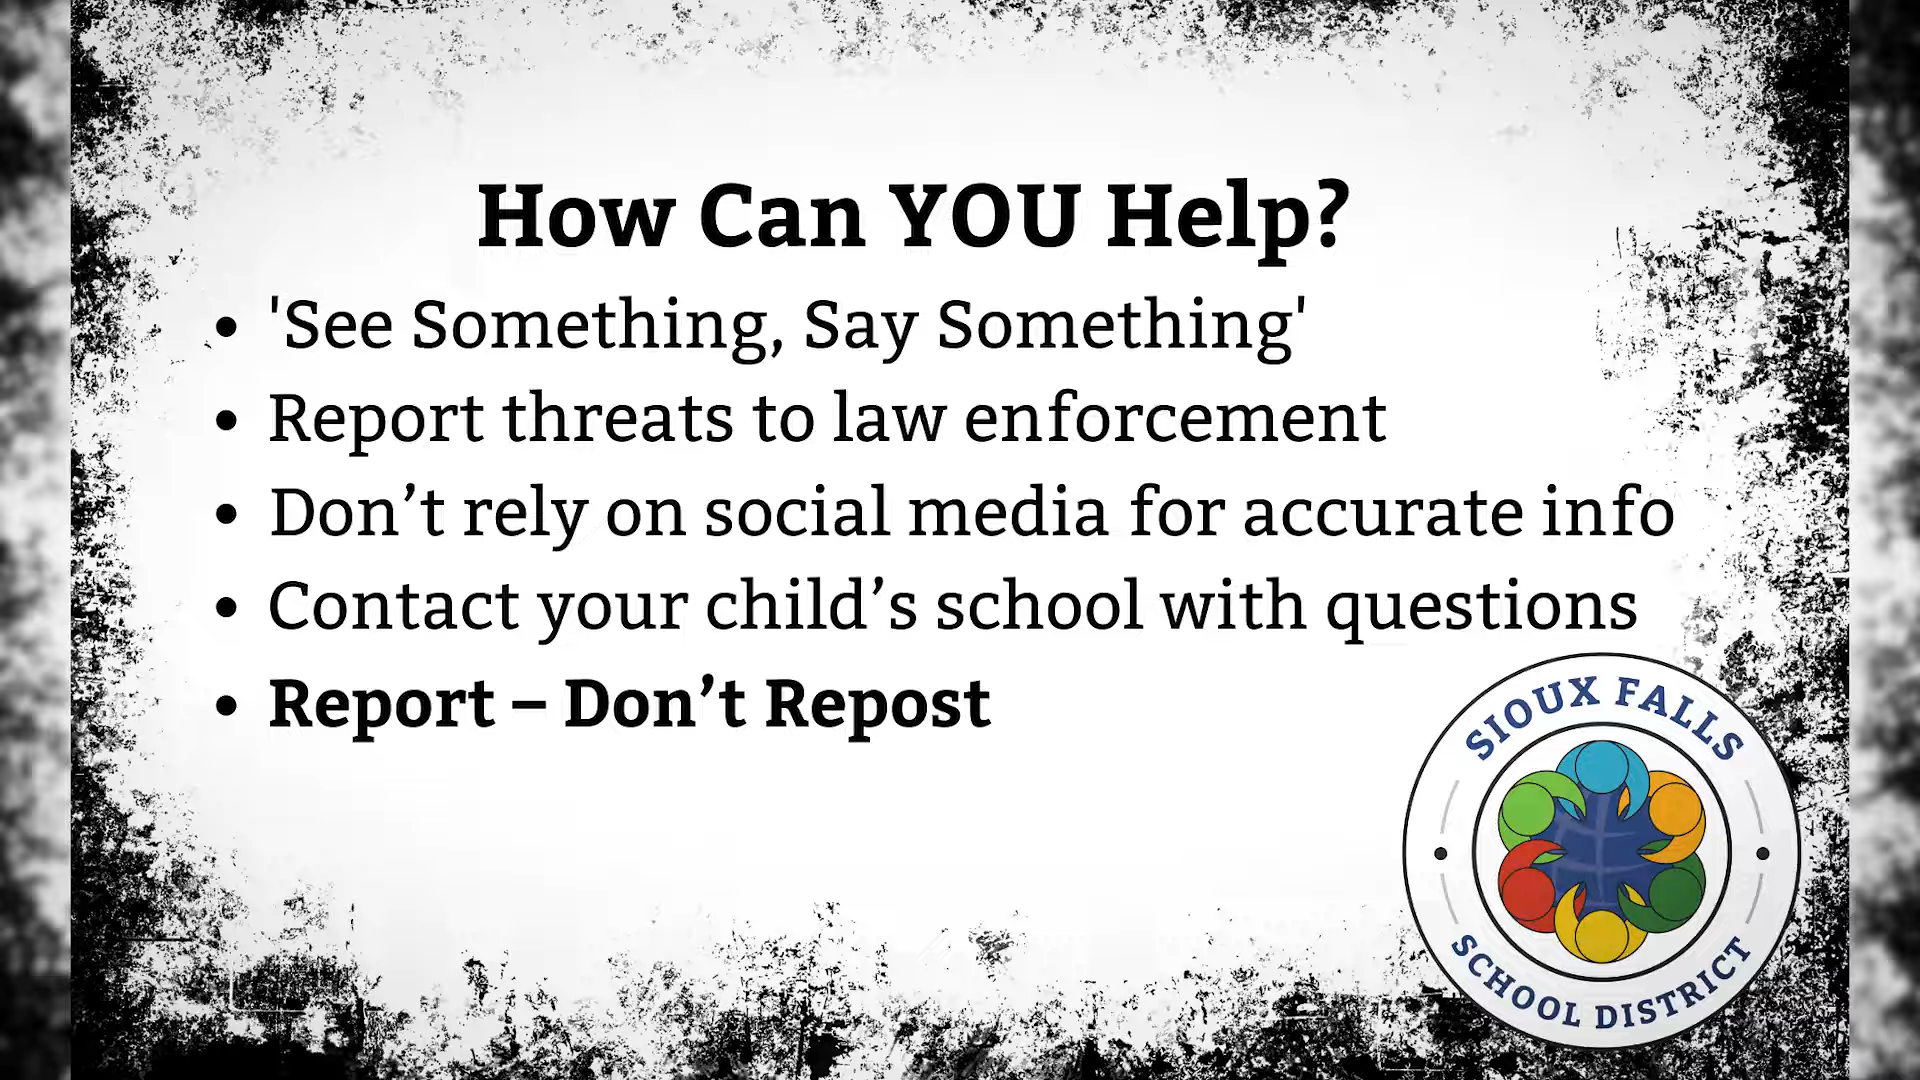 How Can YOU Help?
• 'See Something, Say Something'
• Report threats to law enforcement
• Don’t rely on social media for accurate info
• Contact your child’s school with questions
• Report – Don’t Repost
SIOUX FALLS
SCHOOL DISTRICT